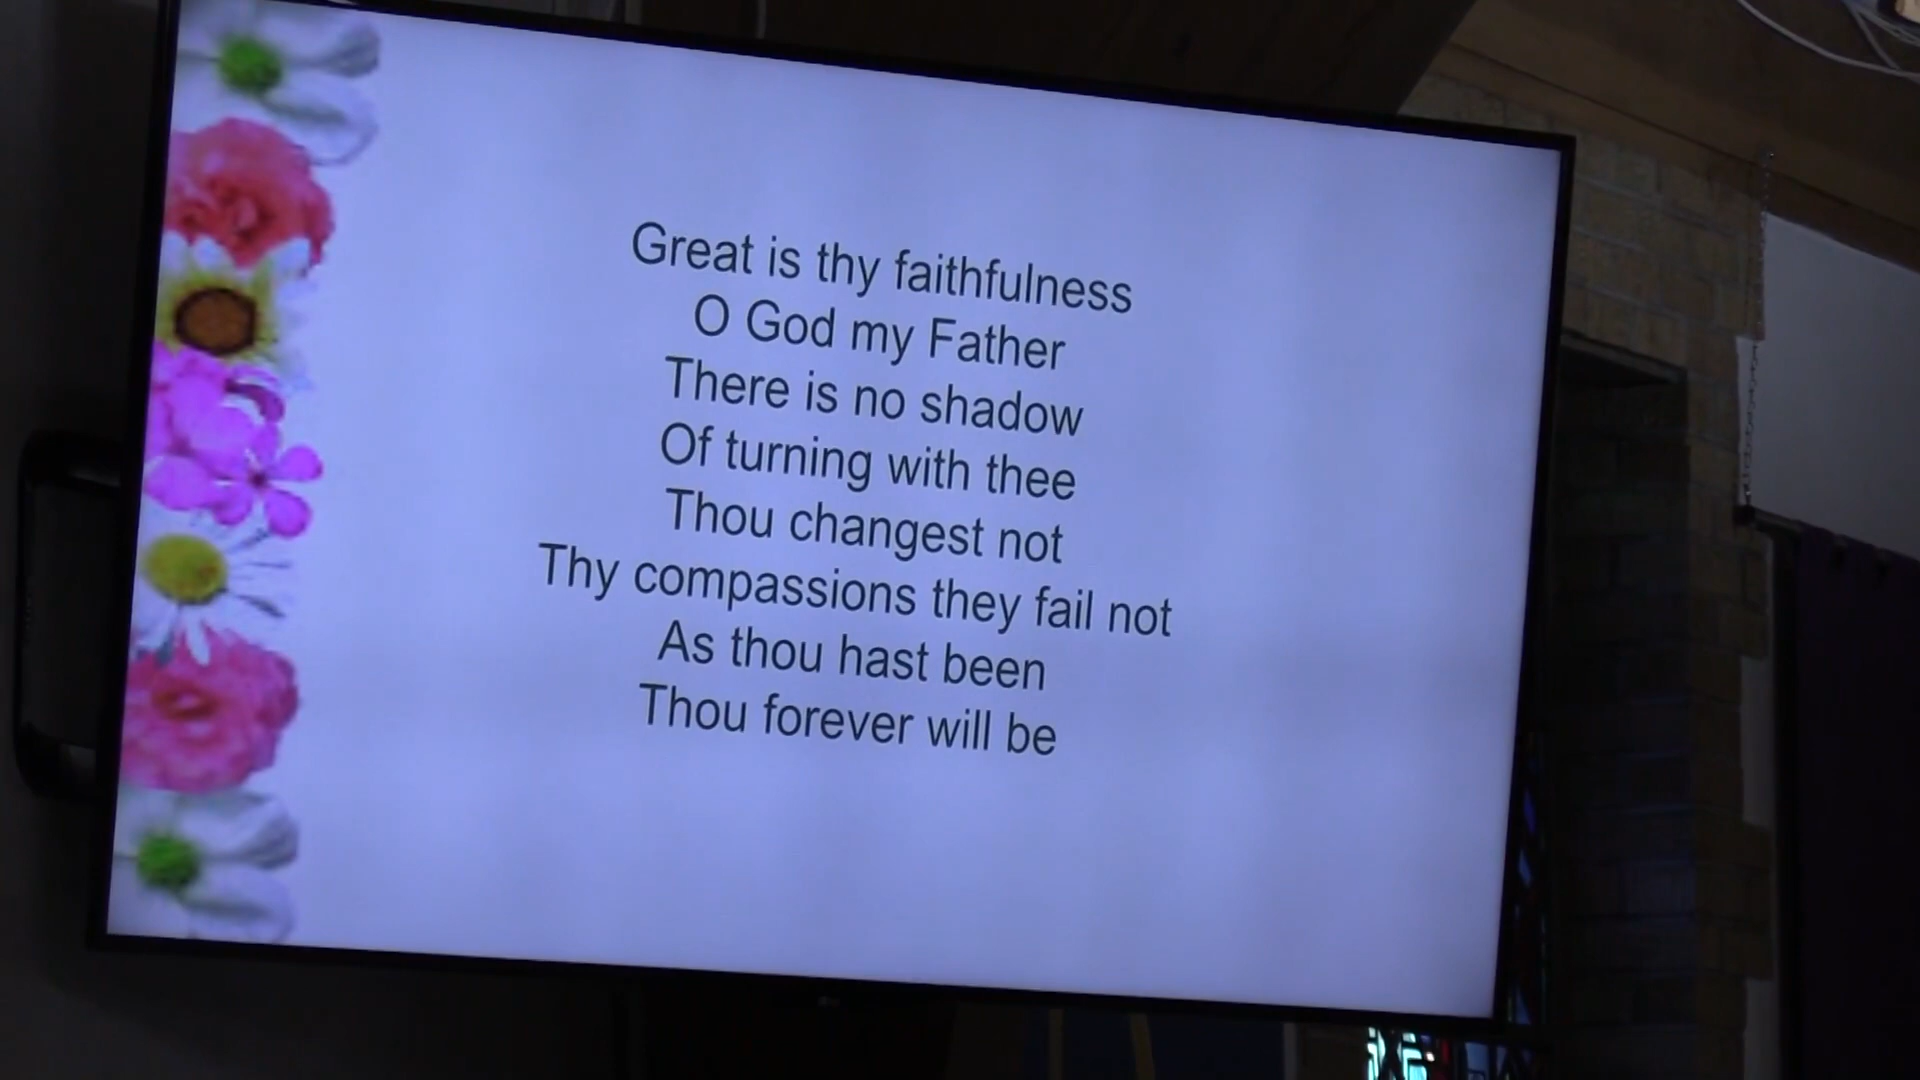 Great is thy faithfulness
O God my Father
There is no shadow
Of turning with thee
Thou changest not
Thy compassions they fail not
As thou hast been
Thou forever will be